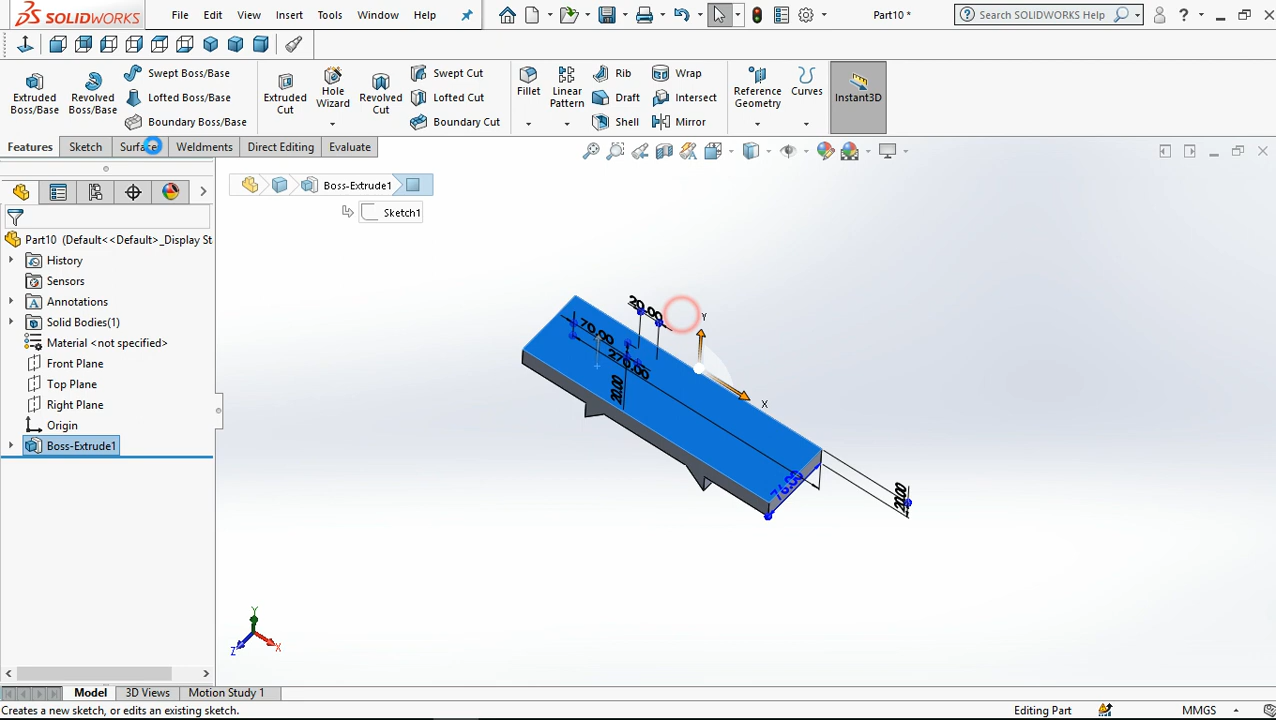 SOLIDWORKS
File Edit View Insert Tools Window Help
Part10 *
Search SOLIDWORKS Help
?
Extruded Boss/Base
Revolved Boss/Base
Swept Boss/Base
Lofted Boss/Base
Boundary Boss/Base
Extruded Cut
Hole Wizard
Revolved Cut
Swept Cut
Lofted Cut
Boundary Cut
Fillet
Linear Pattern
Rib
Draft
Shell
Wrap
Intersect
Mirror
Reference Geometry
Curves
Instant3D
Features Sketch Weldments Direct Editing Evaluate
Boss-Extrude1
Sketch1
Part10 (Default<<Default>_Display St
History
Sensors
Annotations
Solid Bodies(1)
Material <not specified>
Front Plane
Top Plane
Right Plane
Origin
Boss-Extrude1
20.00
70.00
270.00
20.00
76.00
20.00
Y
X
Y
Z
X
Model 3D Views Motion Study 1
Creates a new sketch, or edits an existing sketch.
Editing Part
MMGS